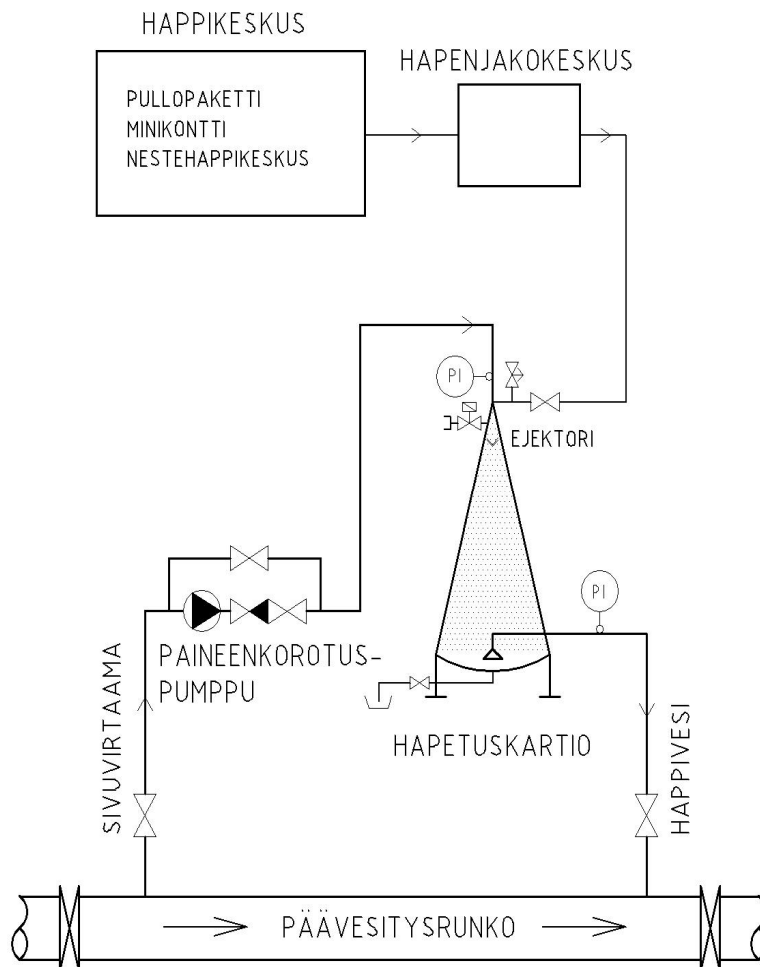 HAPPIKESKUS
PULLOPAKETTI
MINIKONTTI
NESTEHAPPIKESKUS
HAPENJAKOKESKUS
PI
EJEKTORI
PI
PAINEENKOROTUS-
PUMPPU
SIVUVIRTAAMA
HAPETUSKARTIO
HAPPIVESI
PÄÄVESITYSRUNKO